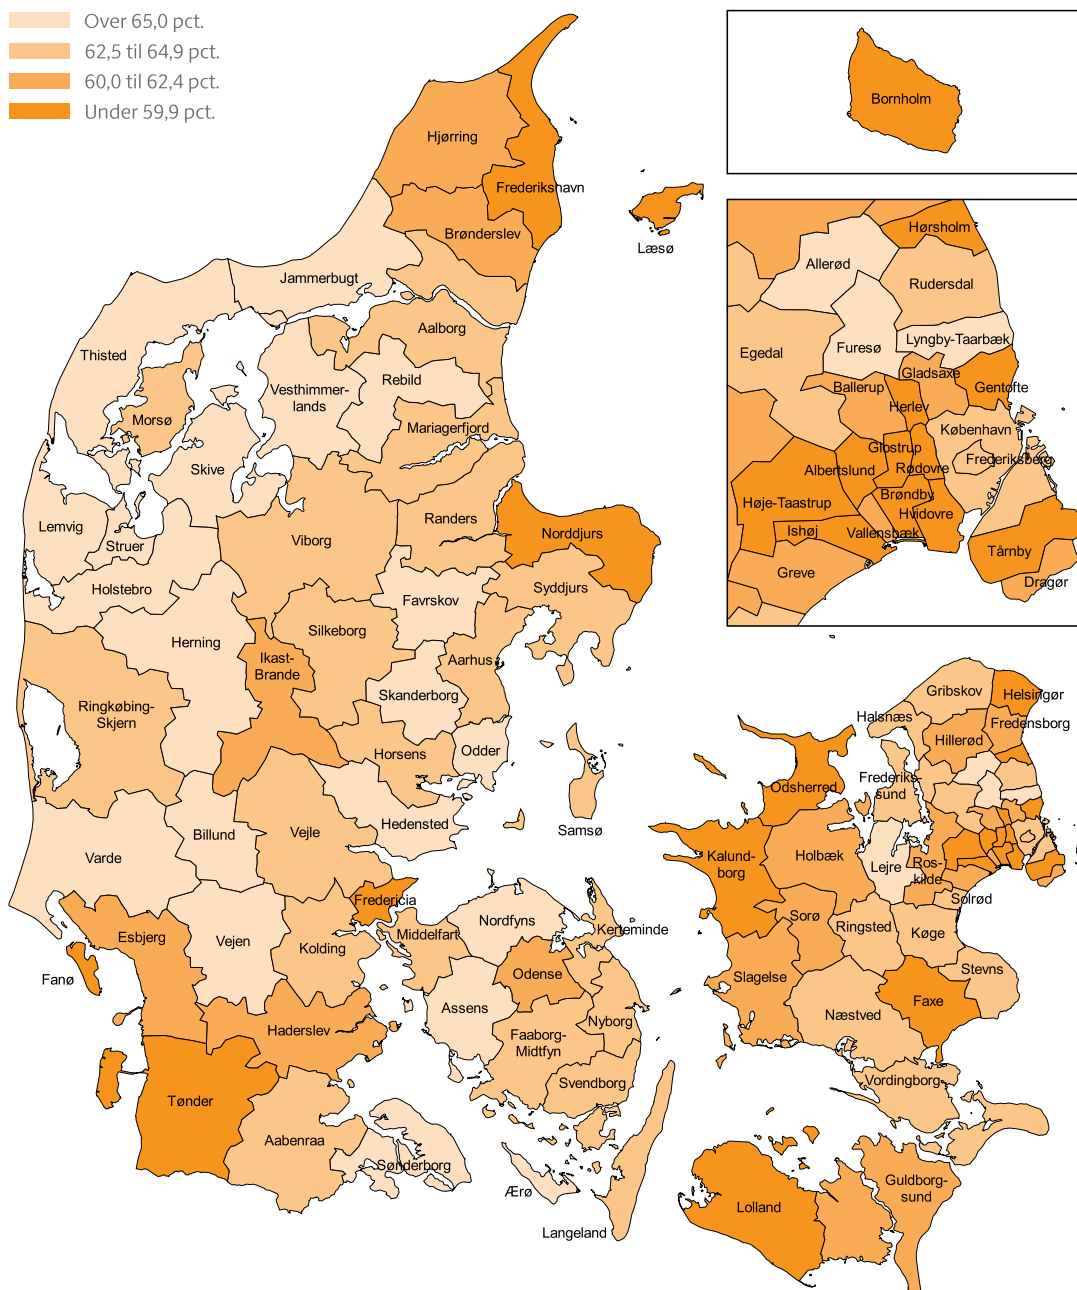 Over 65,0 pct.
62,5 til 64,9 pct.
60,0 til 62,4 pct.
Under 59,9 pct.
Hjørring
Frederikshavn
Brønderslev
Læsø
Jammerbugt
Aalborg
Thisted
Rebild
Vesthimmer-
lands
Morsø
Mariagerfjord
Skive
Lemvig
Struer
Viborg
Randers
Norddjurs
Holstebro
Favrskov
Syddjurs
Herning
Silkeborg
Ikast-
Brande
Aarhus
Skanderborg
Ringkøbing-
Skjern
Horsens
Odder
Samsø
Hedensted
Billund
Vejle
Varde
Fredericia
Esbjerg
Vejen
Kolding
Middelfart
Nordfyns
Kerteminde
Fanø
Odense
Assens
Haderslev
Faaborg-
Midtfyn
Nyborg
Svendborg
Tønder
Aabenraa
Sønderborg
Ærø
Langeland
Bornholm
Hørsholm
Allerød
Rudersdal
Egedal
Furesø
Lyngby-Taarbæk
Gladsaxe
Ballerup
Gentofte
Herlev
København
Glostrup
Frederiksberg
Albertslund
Rødovre
Høje-Taastrup
Brøndby
Hvidovre
Ishøj
Vallensbæk
Tårnby
Greve
Dragør
Gribskov
Helsingør
Halsnæs
Fredensborg
Hillerød
Frederiks-
sund
Odsherred
Kalund-
borg
Holbæk
Lejre
Ros-
kilde
Solrød
Sorø
Ringsted
Køge
Slagelse
Stevns
Næstved
Faxe
Vordingborg
Guldborg-
sund
Lolland